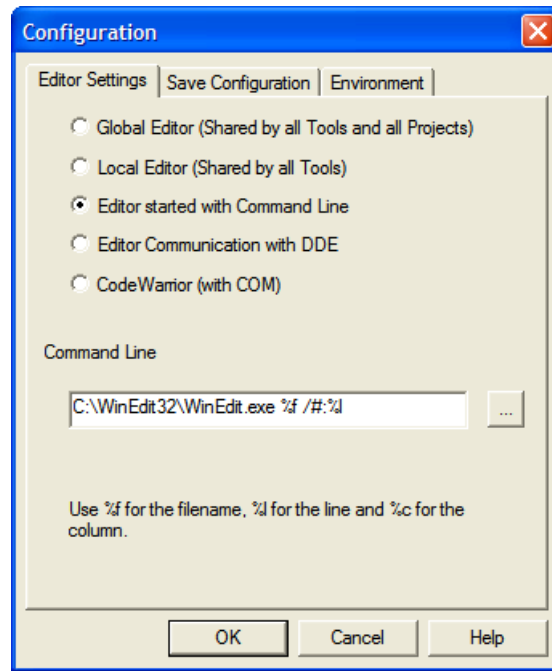 Configuration
Editor Settings Save Configuration Environment
Global Editor (Shared by all Tools and all Projects)
Local Editor (Shared by all Tools)
Editor started with Command Line
Editor Communication with DDE
CodeWarrior (with COM)
Command Line
C:\WinEdit32\WinEdit.exe %f /#:%l
...
Use %f for the filename, %l for the line and %c for the
column.
OK Cancel Help